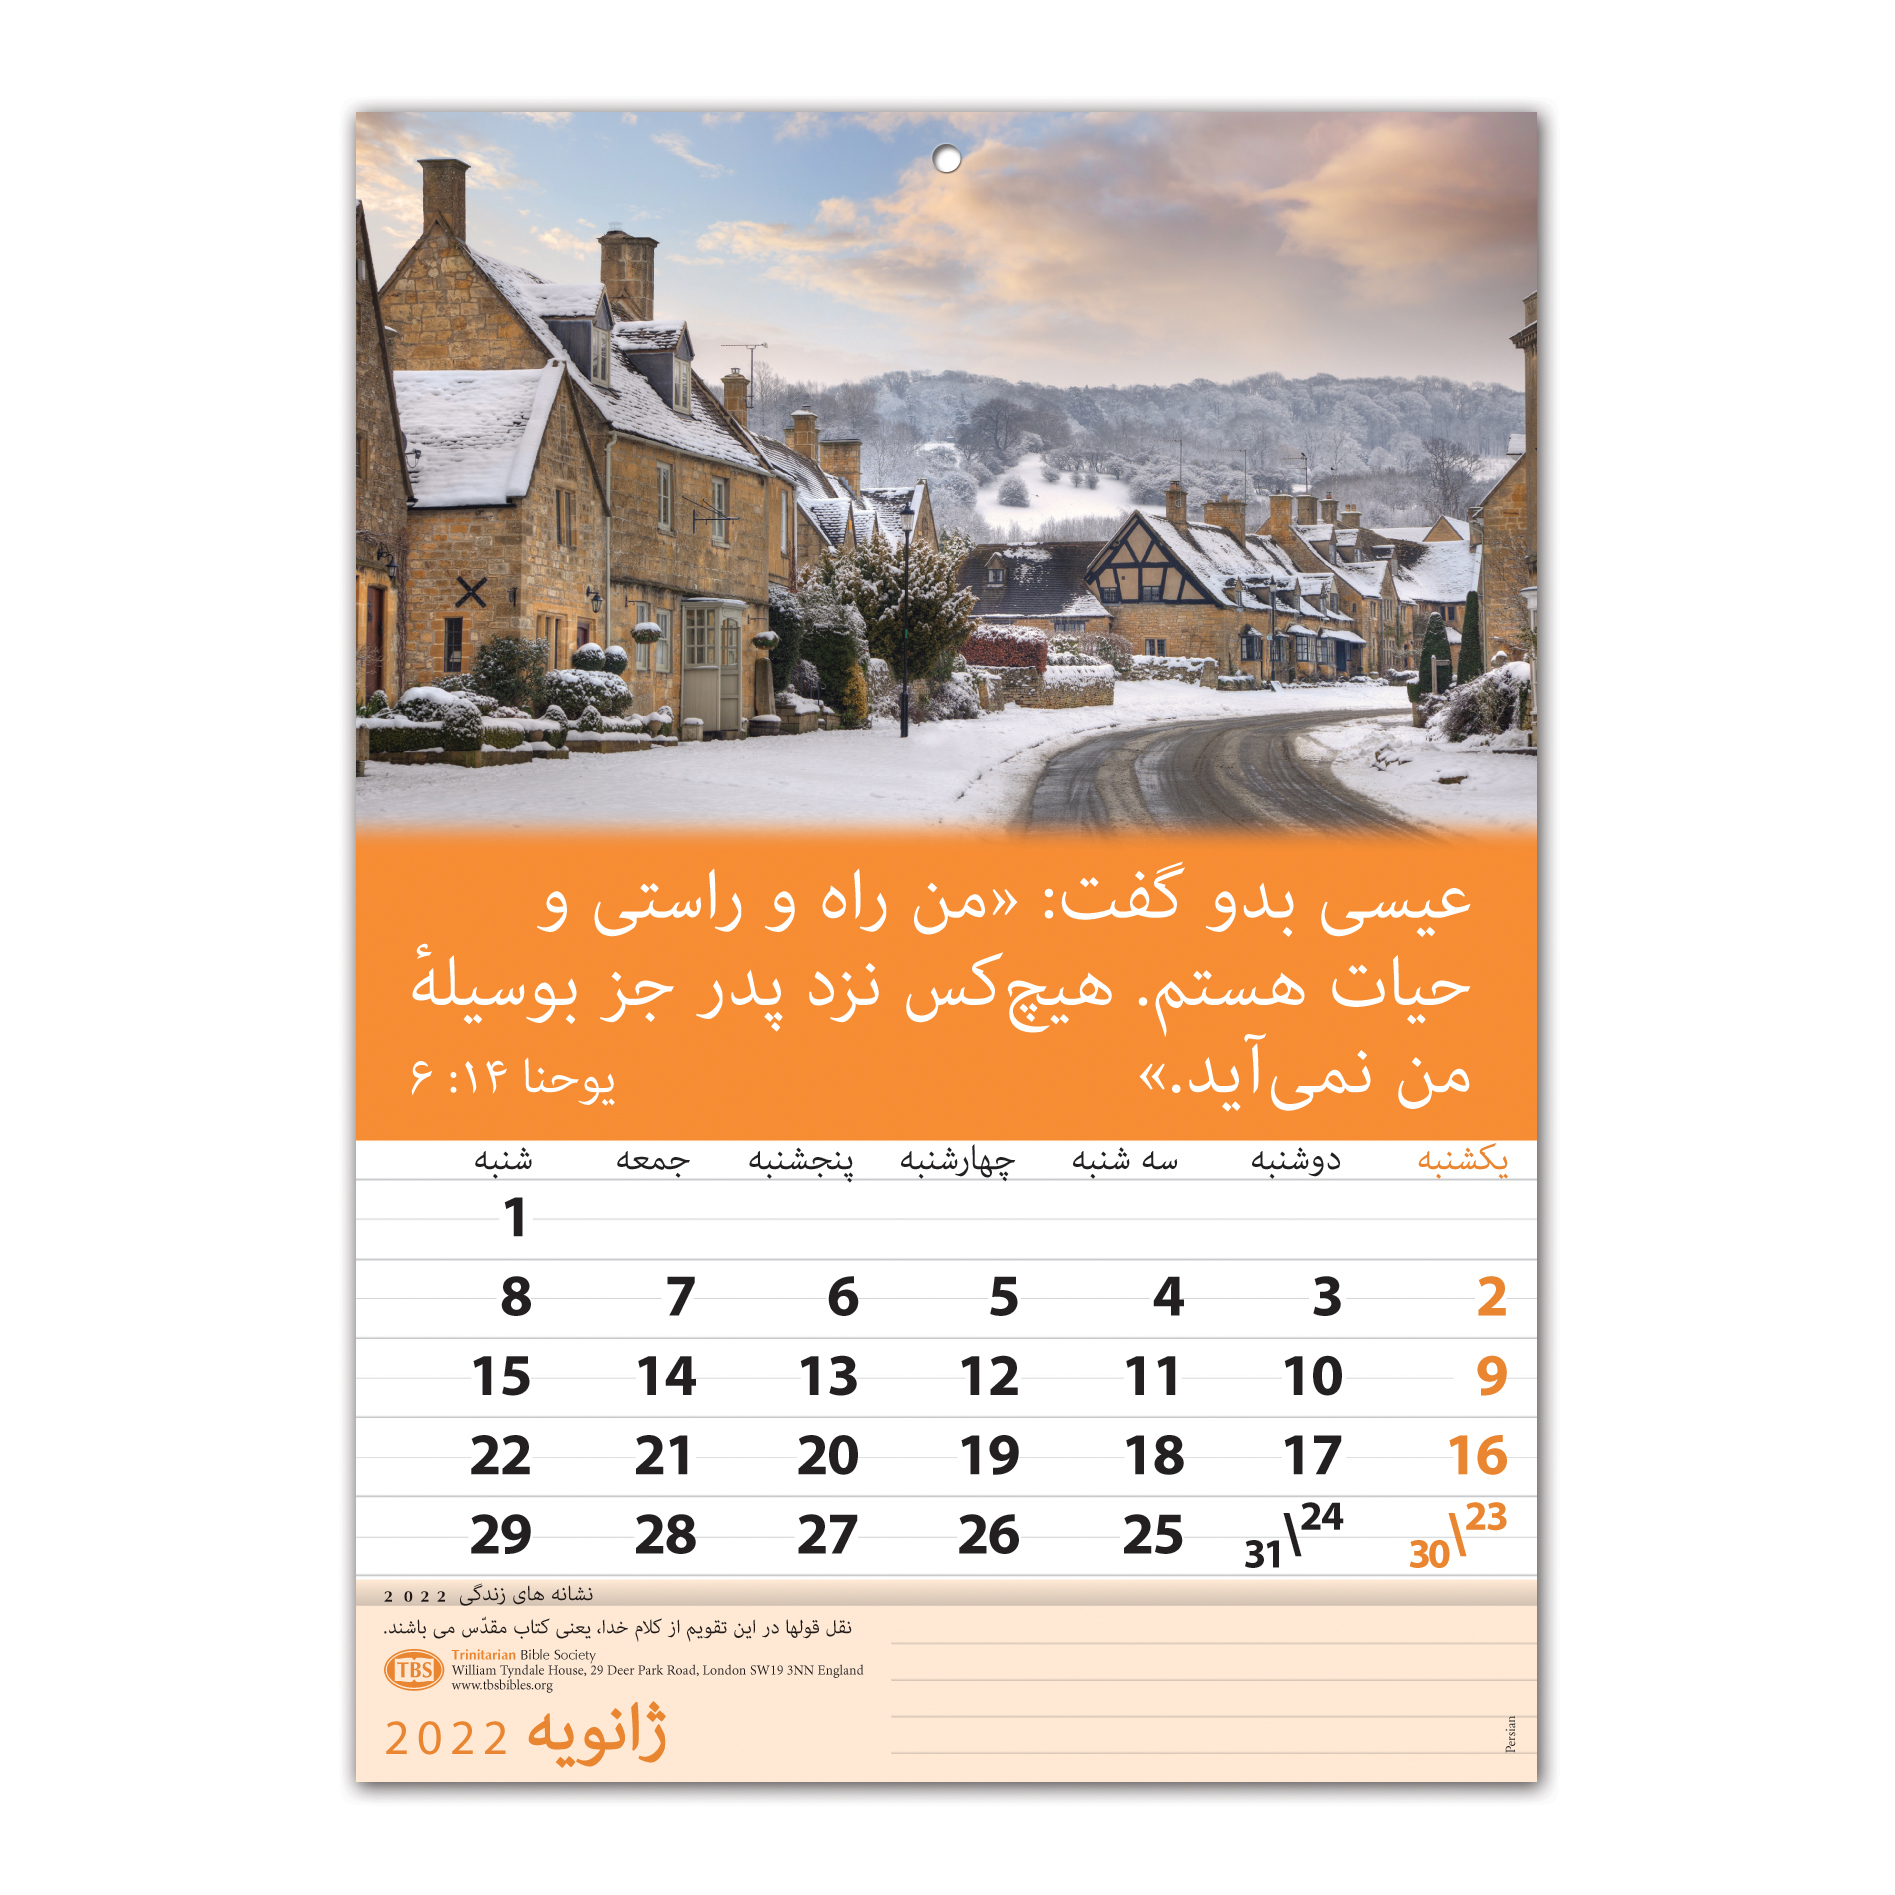 عیسی بدو گفت: «من راه و راستی و
حیات هستم. هیچ‌کس نزد پدر جز بوسیلهٔ
من نمی‌آید.» یوحنا ۱۴: ۶
یکشنبه دوشنبه سه شنبه چهارشنبه پنجشنبه جمعه شنبه
1
2 3 4 5 6 7 8
9 10 11 12 13 14 15
16 17 18 19 20 21 22
23\30 24\31 25 26 27 28 29
نشانه های زندگی 2022
نقل قولها در این تقویم از کلام خدا، یعنی کتاب مقدّس می باشند.
TBS
Trinitarian Bible Society
William Tyndale House, 29 Deer Park Road, London SW19 3NN England
www.tbsbibles.org
ژانویه 2022
Persian